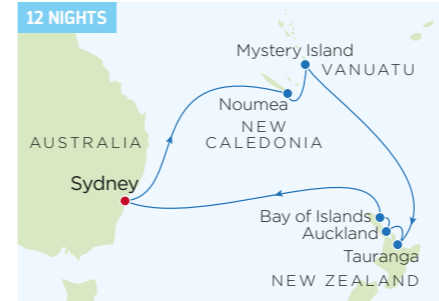 12 NIGHTS
Mystery Island
VANUATU
Noumea
NEW
CALEDONIA
AUSTRALIA
Sydney
Bay of Islands
Auckland
Tauranga
NEW ZEALAND